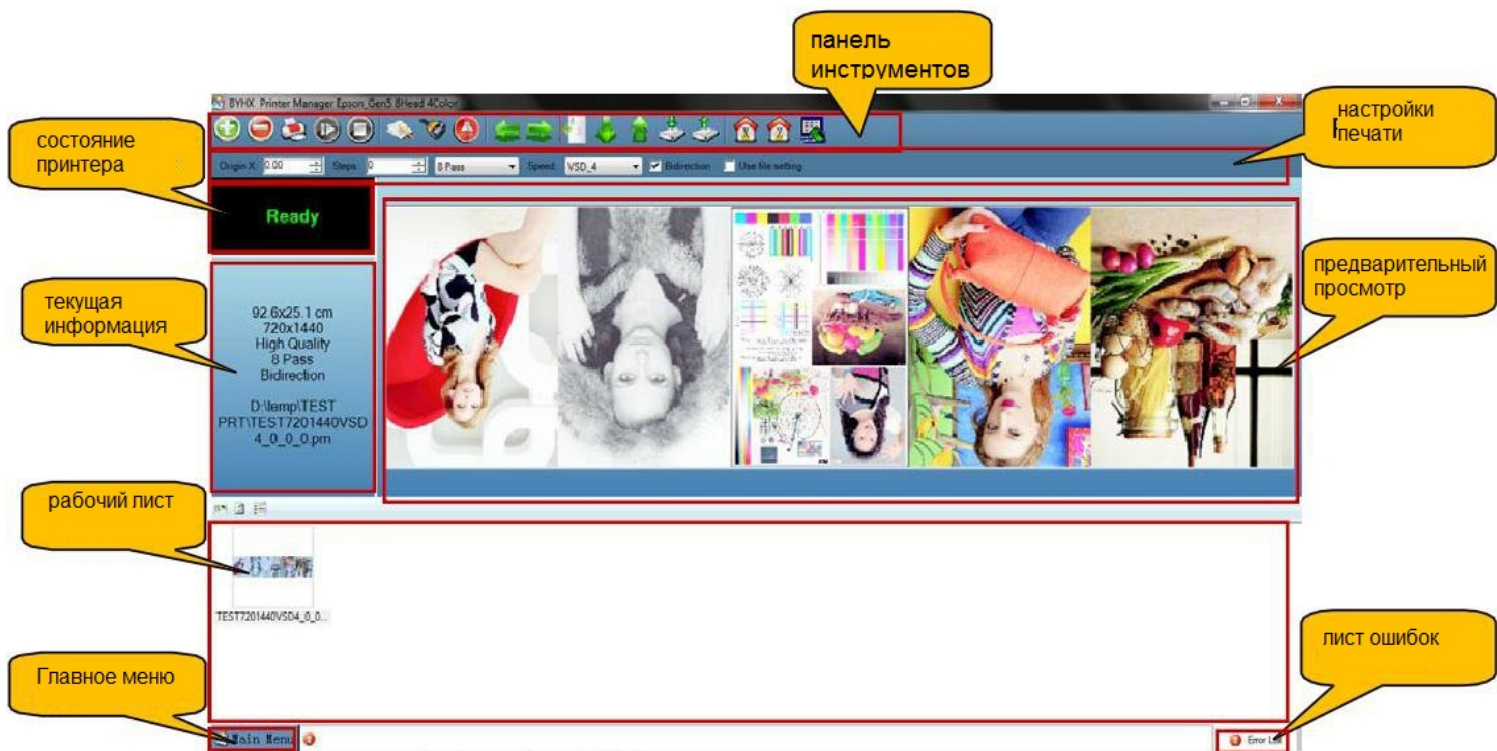 панель
инструментов
BYHX Printer Manager Epson_Gen5 8Head 4Color
настройки
печати
состояние
принтера
Origin X 0.00 Steps: 0 8 Pass Speed: VSD_4 Bidirection Use file setting
Ready
предварительный
просмотр
текущая
информация
92.6x25.1 cm
720x1440
High Quality
8 Pass
Bidirection
D:\temp\TEST
PRT\TEST7201440VSD
4_0_0_0.prn
рабочий лист
TEST7201440VSD4_0_0...
лист ошибок
Главное меню
Main Menu
Error List